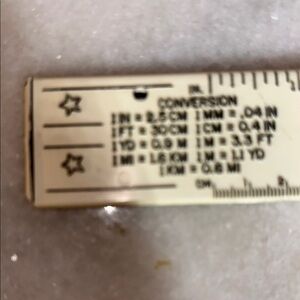 IN.
CONVERSION
1 IN = 2.5 CM 1 MM = .04 IN
1 FT = 30 CM 1 CM = 0.4 IN
1 YD = 0.9 M 1 M = 3.3 FT
1 MI = 1.6 KM 1 M = 1.1 YD
1 KM = 0.6 MI
CM. 1 2